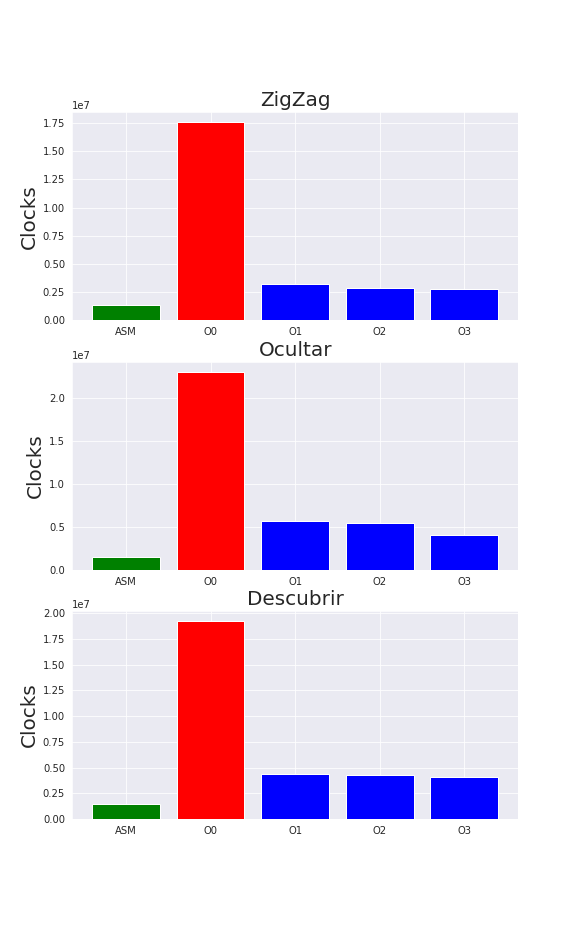 ZigZag
1e7
Clocks
1.75
1.50
1.25
1.00
0.75
0.50
0.25
0.00
ASM O0 O1 O2 O3
Ocultar
1e7
Clocks
2.0
1.5
1.0
0.5
0.0
ASM O0 O1 O2 O3
Descubrir
1e7
Clocks
2.00
1.75
1.50
1.25
1.00
0.75
0.50
0.25
0.00
ASM O0 O1 O2 O3